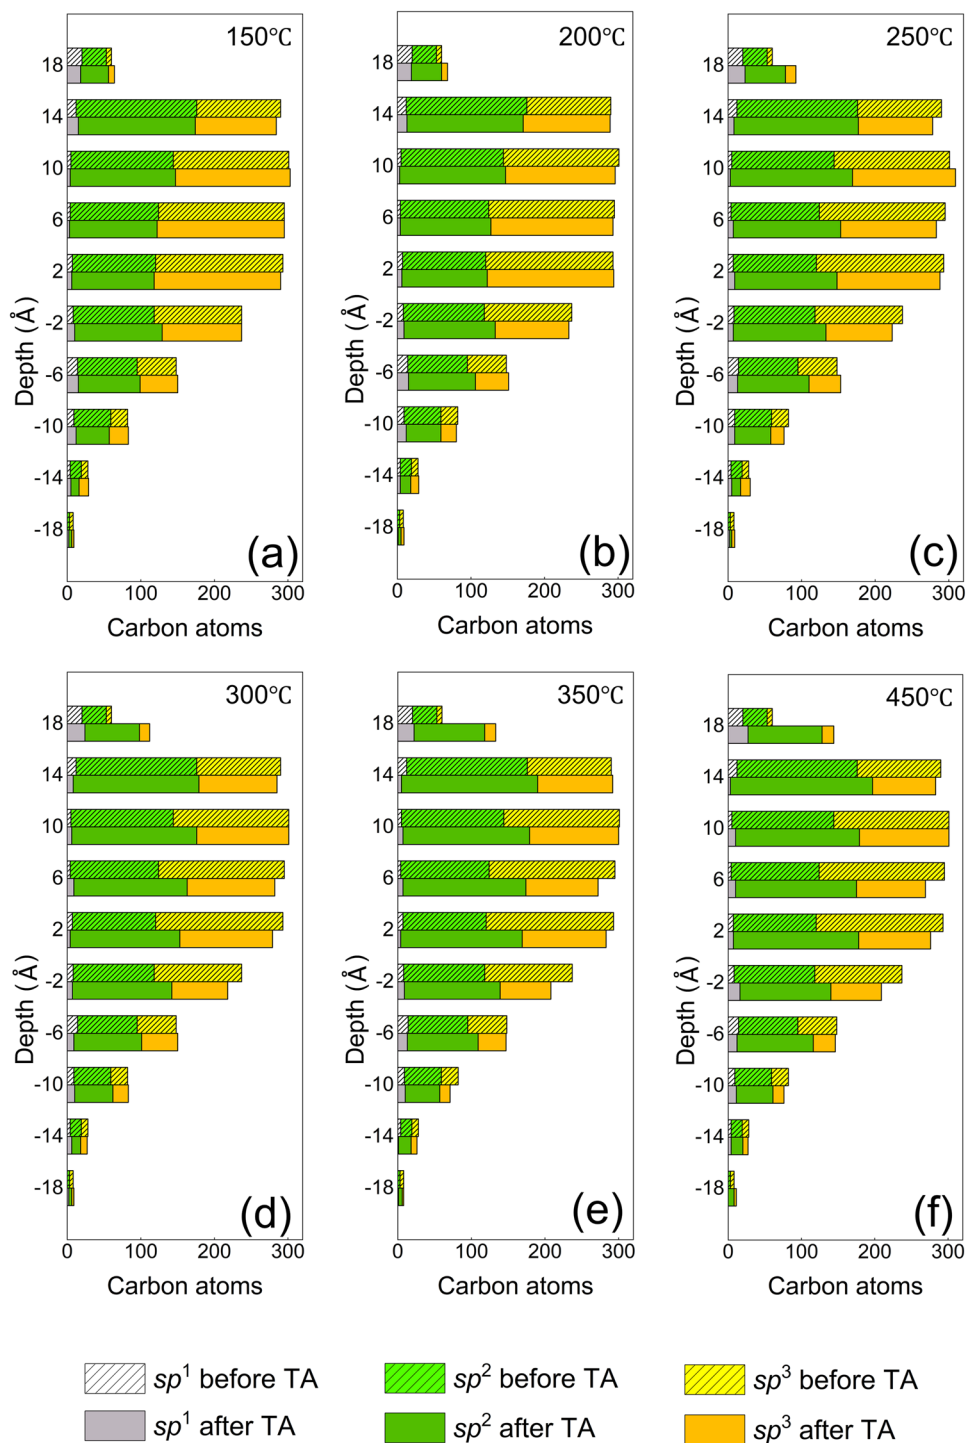 150℃
18
14
10
6
2
-2
-6
-10
-14
-18
Depth (Å)
(a)
0 100 200 300
Carbon atoms
200℃
18
14
10
6
2
-2
-6
-10
-14
-18
Depth (Å)
(b)
0 100 200 300
Carbon atoms
250℃
18
14
10
6
2
-2
-6
-10
-14
-18
Depth (Å)
(c)
0 100 200 300
Carbon atoms
300℃
18
14
10
6
2
-2
-6
-10
-14
-18
Depth (Å)
(d)
0 100 200 300
Carbon atoms
350℃
18
14
10
6
2
-2
-6
-10
-14
-18
Depth (Å)
(e)
0 100 200 300
Carbon atoms
450℃
18
14
10
6
2
-2
-6
-10
-14
-18
Depth (Å)
(f)
0 100 200 300
Carbon atoms
sp¹ before TA
sp² before TA
sp³ before TA
sp¹ after TA
sp² after TA
sp³ after TA